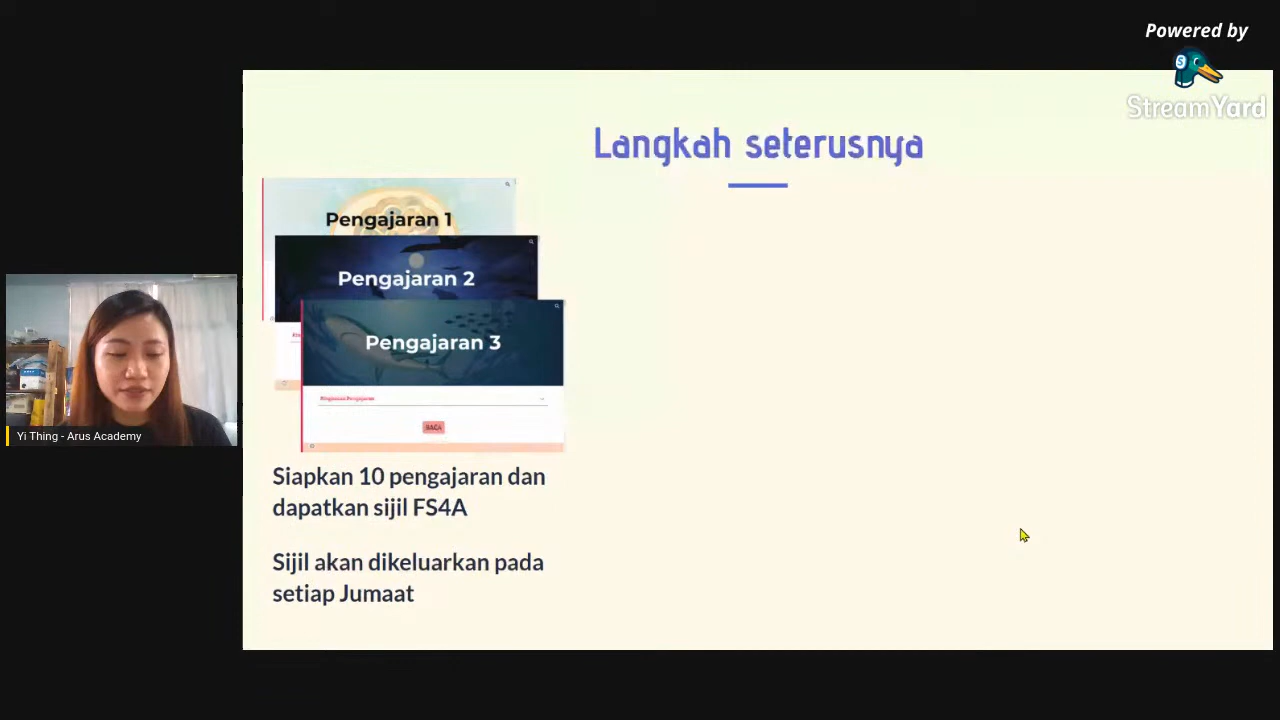 Powered by
StreamYard
Langkah seterusnya
Pengajaran 1
Pengajaran 2
Pengajaran 3
BACA
Siapkan 10 pengajaran dan
dapatkan sijil FS4A
Sijil akan dikeluarkan pada
setiap Jumaat
Yi Thing - Arus Academy